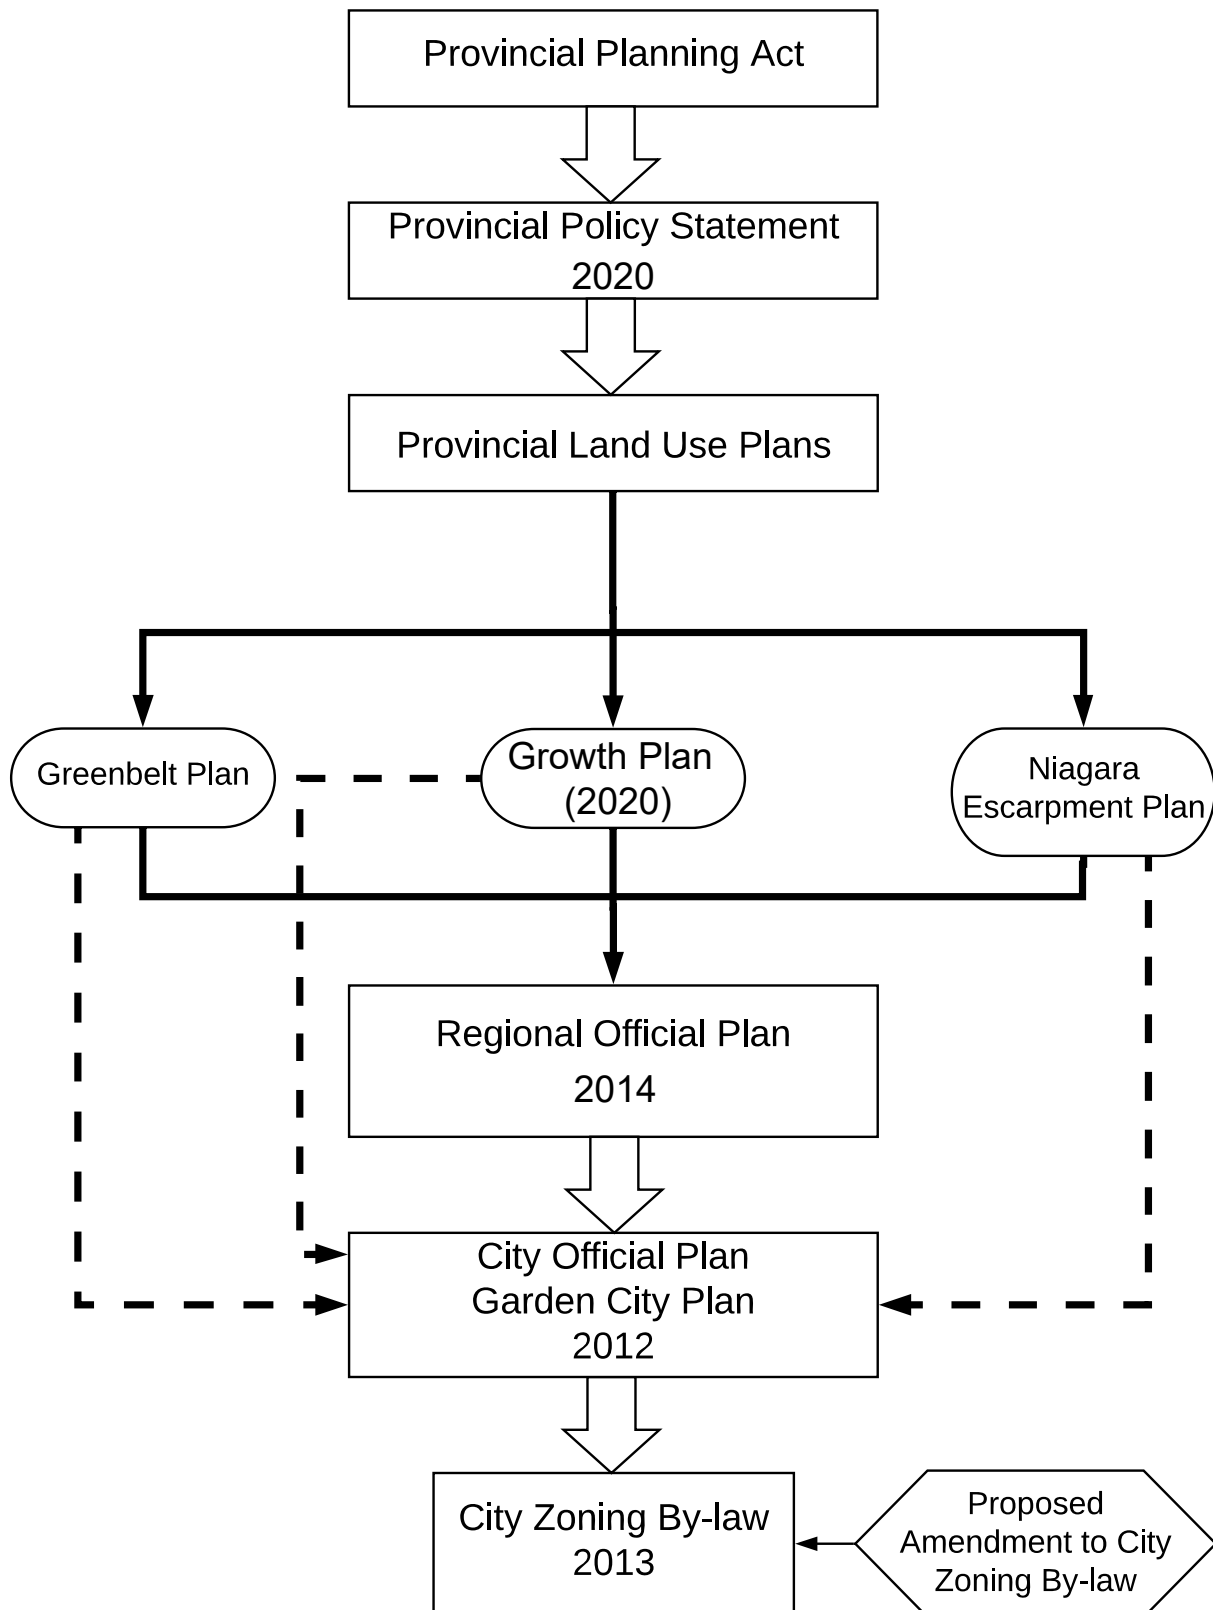 Provincial Planning Act
Provincial Policy Statement
2020
Provincial Land Use Plans
Greenbelt Plan
Growth Plan
(2020)
Niagara
Escarpment Plan
Regional Official Plan
2014
City Official Plan
Garden City Plan
2012
City Zoning By-law
2013
Proposed
Amendment to City
Zoning By-law